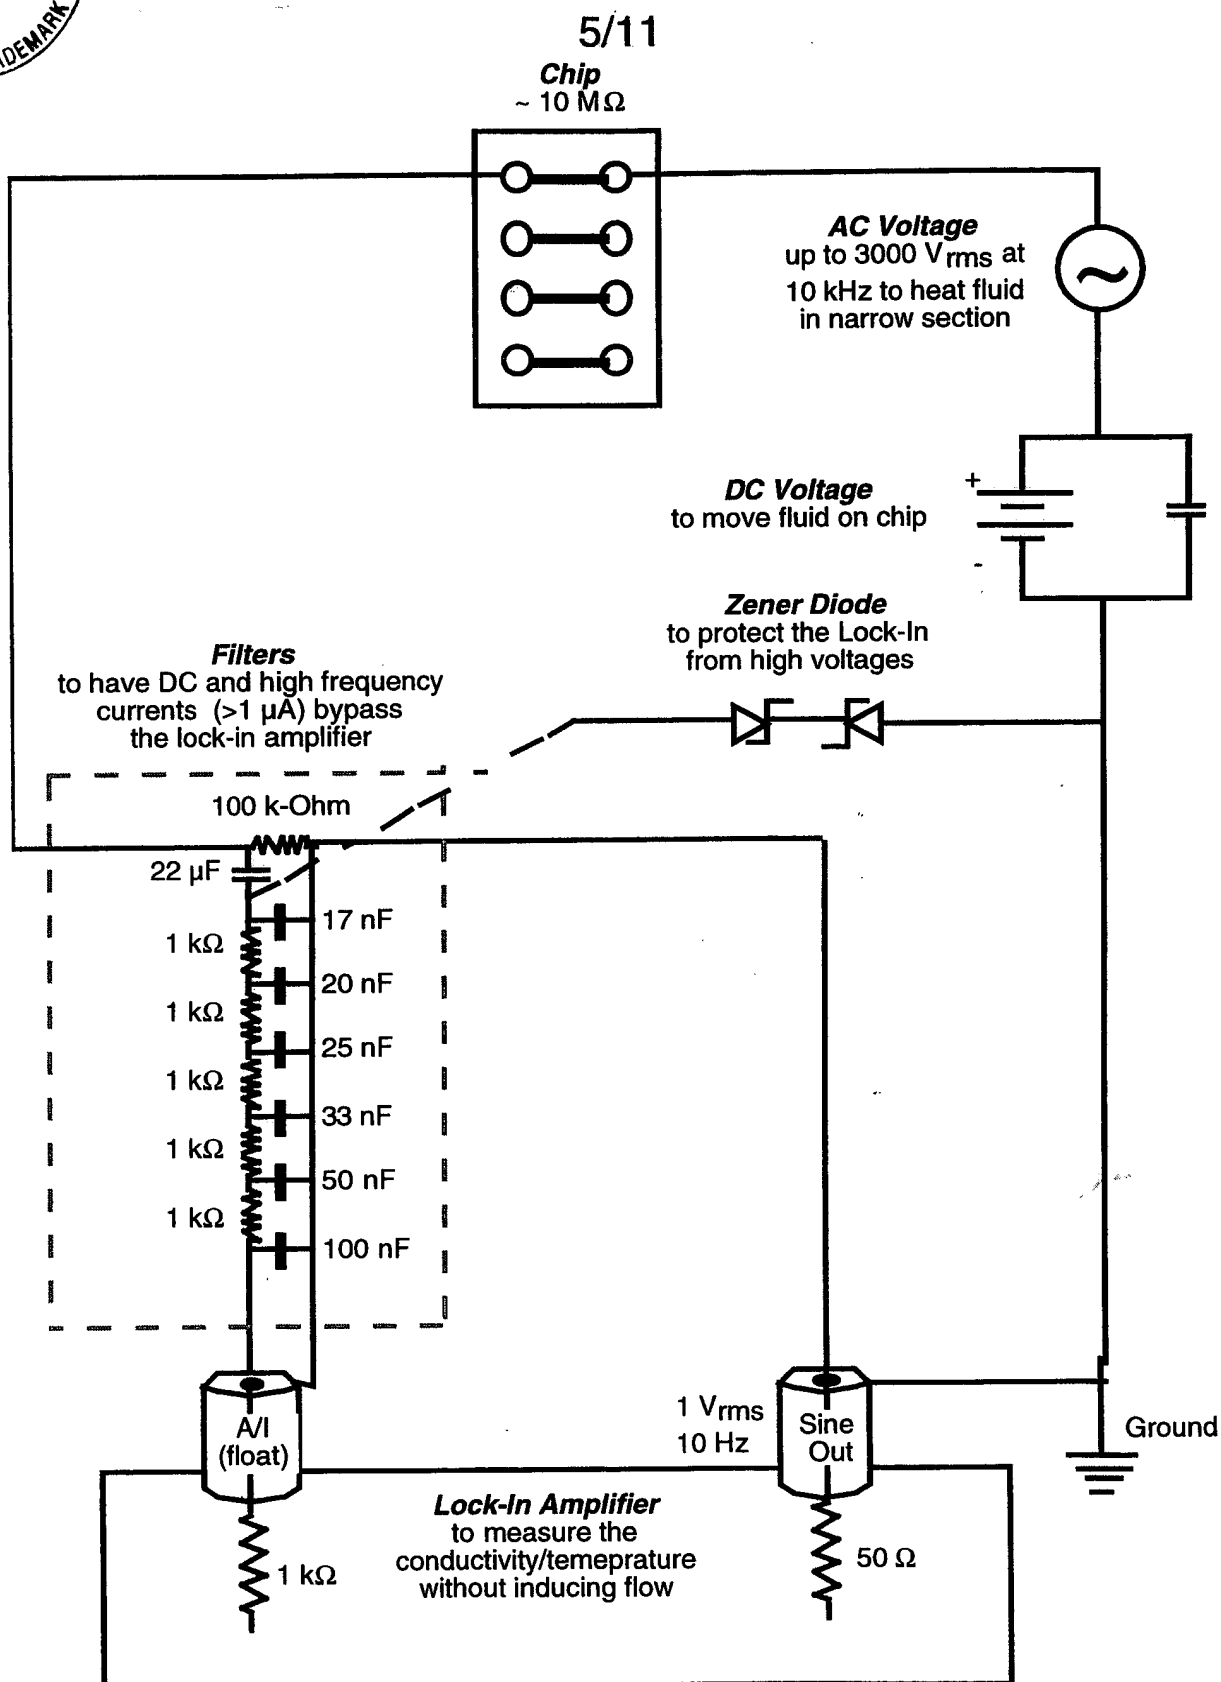 DEMARK
5/11
Chip
~ 10 MΩ
AC Voltage
up to 3000 Vrms at
10 kHz to heat fluid
in narrow section
+
DC Voltage
to move fluid on chip
-
Zener Diode
to protect the Lock-In
from high voltages
Filters
to have DC and high frequency
currents (>1 µA) bypass
the lock-in amplifier
100 k-Ohm
22 µF
17 nF
1 kΩ
20 nF
1 kΩ
25 nF
1 kΩ
33 nF
1 kΩ
50 nF
1 kΩ
100 nF
A/I
(float)
1 Vrms
10 Hz
Sine
Out
Ground
Lock-In Amplifier
to measure the
conductivity/temeprature
without inducing flow
1 kΩ
50 Ω